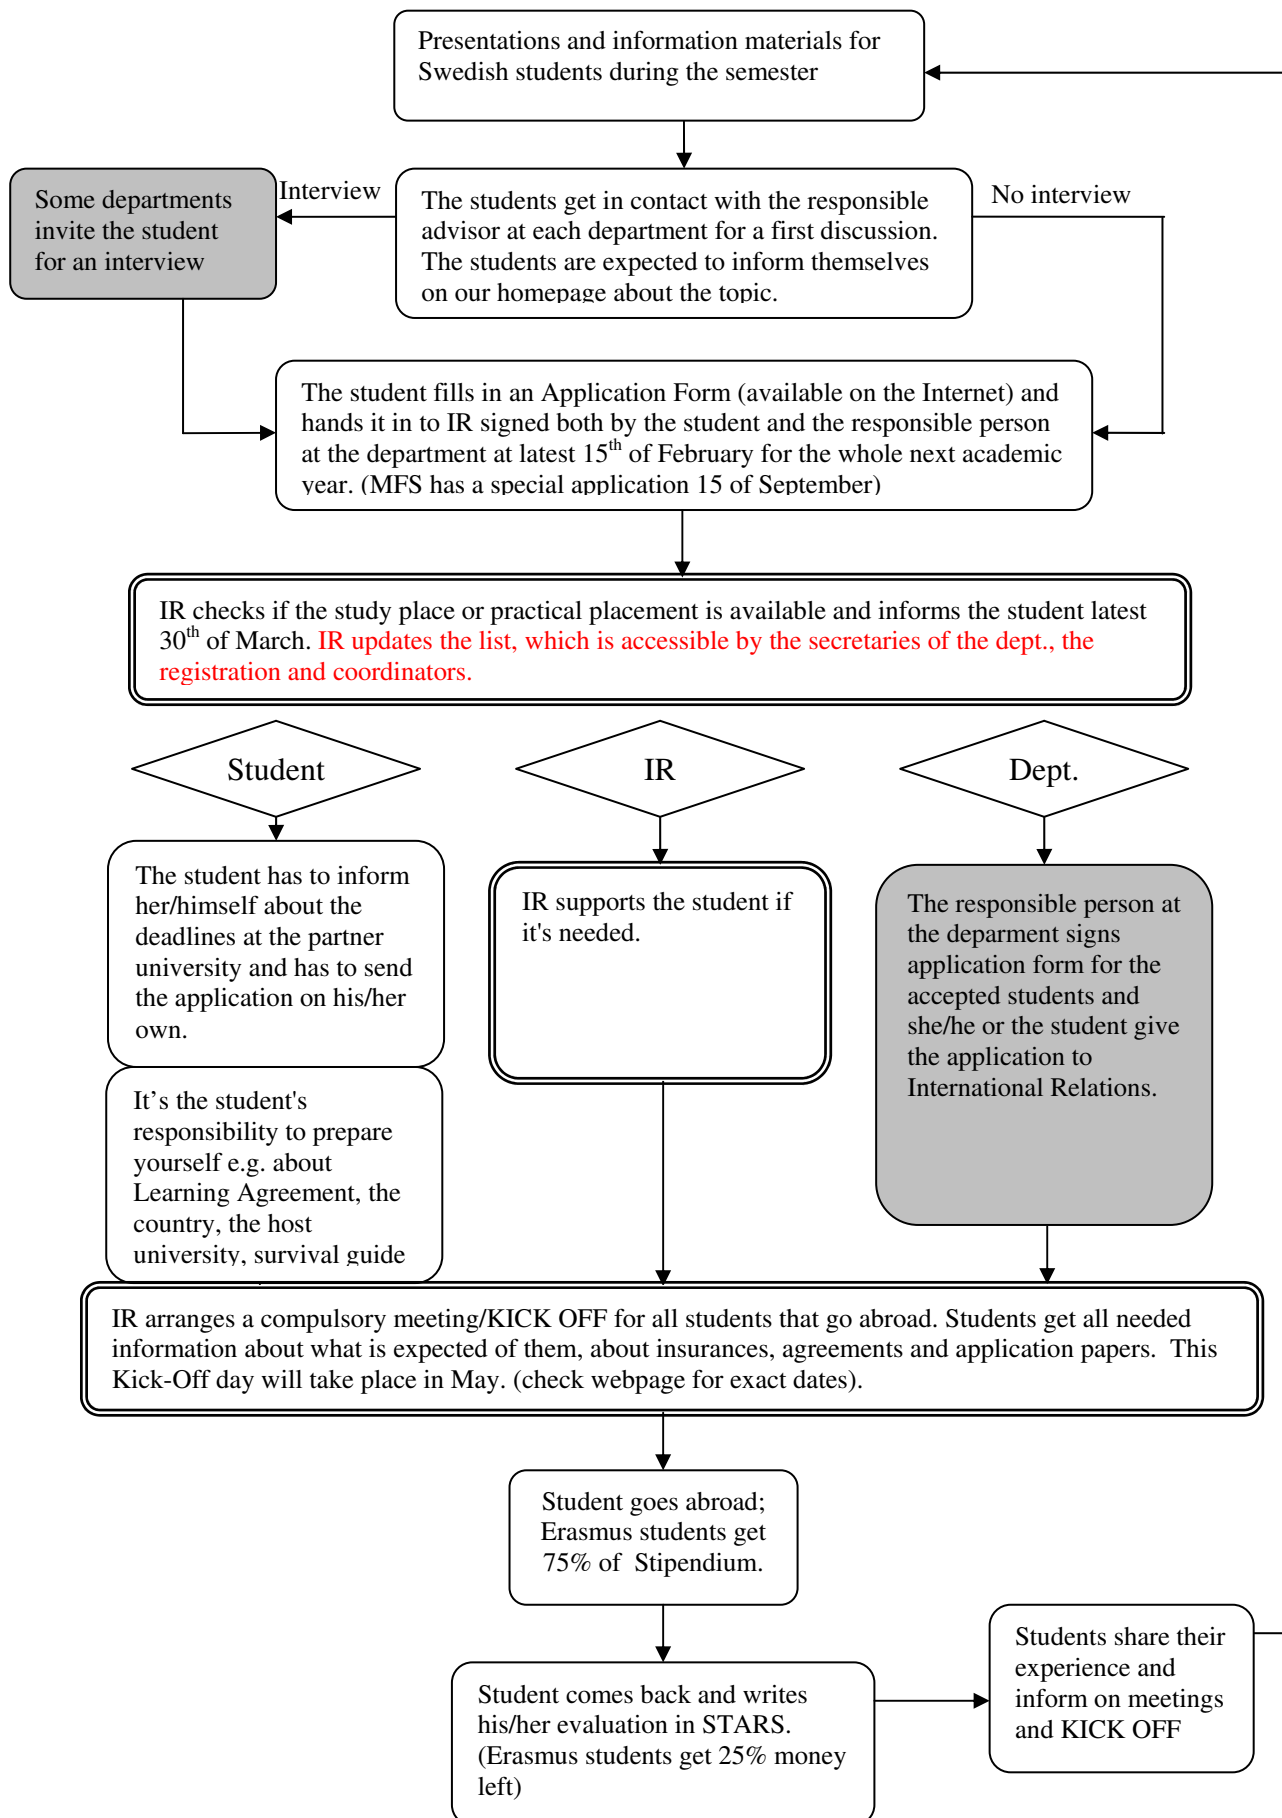 Presentations and information materials for
Swedish students during the semester
Some departments
invite the student
for an interview
Interview
The students get in contact with the responsible
advisor at each department for a first discussion.
The students are expected to inform themselves
on our homepage about the topic.
No interview
The student fills in an Application Form (available on the Internet) and
hands it in to IR signed both by the student and the responsible person
at the department at latest 15th of February for the whole next academic
year. (MFS has a special application 15 of September)
IR checks if the study place or practical placement is available and informs the student latest
30th of March. IR updates the list, which is accessible by the secretaries of the dept., the
registration and coordinators.
Student
IR
Dept.
The student has to inform
her/himself about the
deadlines at the partner
university and has to send
the application on his/her
own.
It’s the student's
responsibility to prepare
yourself e.g. about
Learning Agreement, the
country, the host
university, survival guide
IR supports the student if
it's needed.
The responsible person at
the deparment signs
application form for the
accepted students and
she/he or the student give
the application to
International Relations.
IR arranges a compulsory meeting/KICK OFF for all students that go abroad. Students get all needed
information about what is expected of them, about insurances, agreements and application papers.  This
Kick-Off day will take place in May. (check webpage for exact dates).
Student goes abroad;
Erasmus students get
75% of  Stipendium.
Student comes back and writes
his/her evaluation in STARS.
(Erasmus students get 25% money
left)
Students share their
experience and
inform on meetings
and KICK OFF